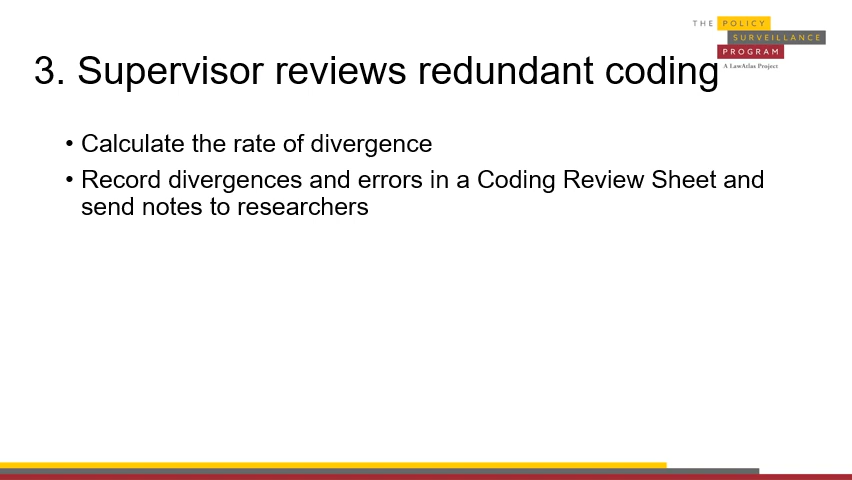 THE POLICY
SURVEILLANCE
PROGRAM
A LawAtlas Project
3. Supervisor reviews redundant coding
• Calculate the rate of divergence
• Record divergences and errors in a Coding Review Sheet and
send notes to researchers